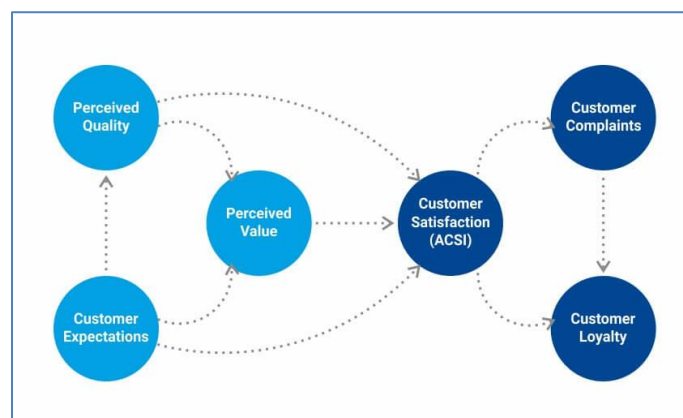 Perceived
Quality
Customer
Complaints
Perceived
Value
Customer
Satisfaction
(ACSI)
Customer
Expectations
Customer
Loyalty